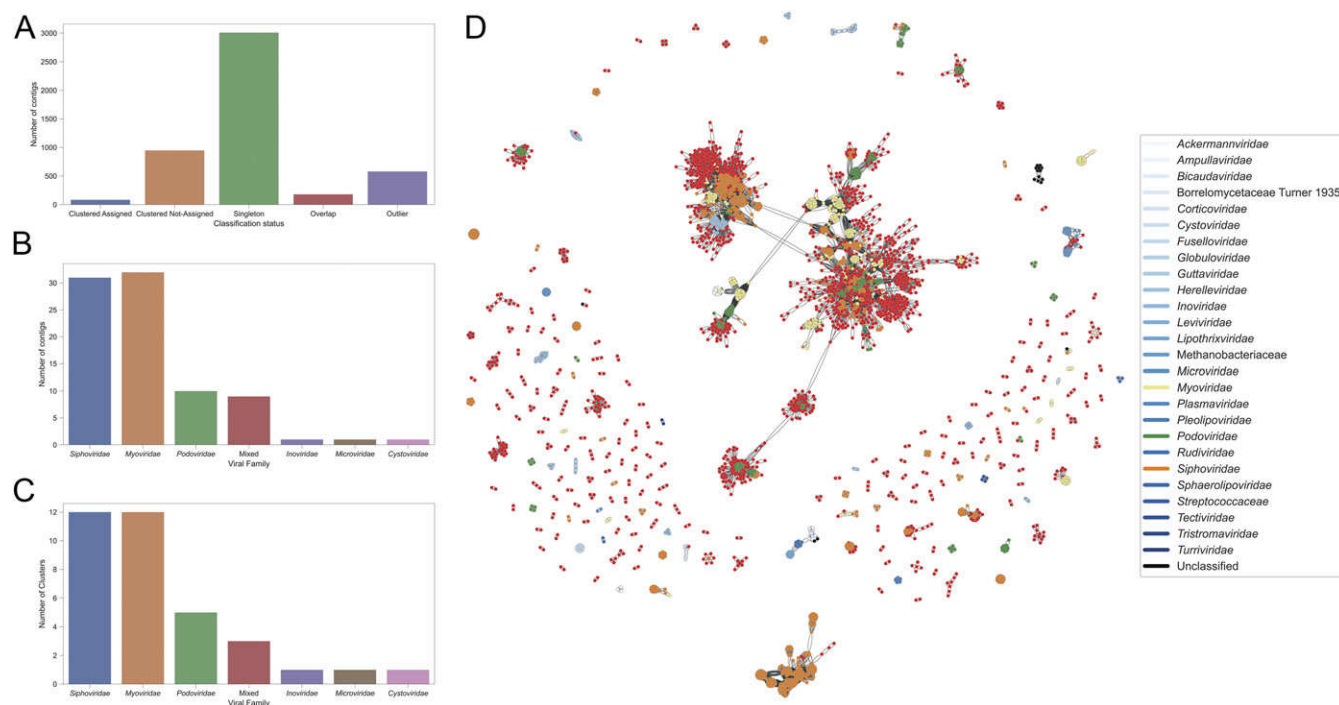 A
Number of contigs
3000
2500
2000
1500
1000
500
0
Clustered Assigned Clustered Not-Assigned Singleton Overlap Outlier
Classification status
B
Number of contigs
30
25
20
15
10
5
0
Siphoviridae Myoviridae Podoviridae Mixed Inoviridae Microviridae Cystoviridae
Viral Family
C
Number of Clusters
12
10
8
6
4
2
0
Siphoviridae Myoviridae Podoviridae Mixed Inoviridae Microviridae Cystoviridae
Viral Family
D
Ackermannviridae
Ampullaviridae
Bicaudaviridae
Borrelomycetaceae Turner 1935
Corticoviridae
Cystoviridae
Fuselloviridae
Globuloviridae
Guttaviridae
Herelleviridae
Inoviridae
Leviviridae
Lipothrixviridae
Methanobacteriaceae
Microviridae
Myoviridae
Plasmaviridae
Pleolipoviridae
Podoviridae
Rudiviridae
Siphoviridae
Sphaerolipoviridae
Streptococcaceae
Tectiviridae
Tristromaviridae
Turriviridae
Unclassified